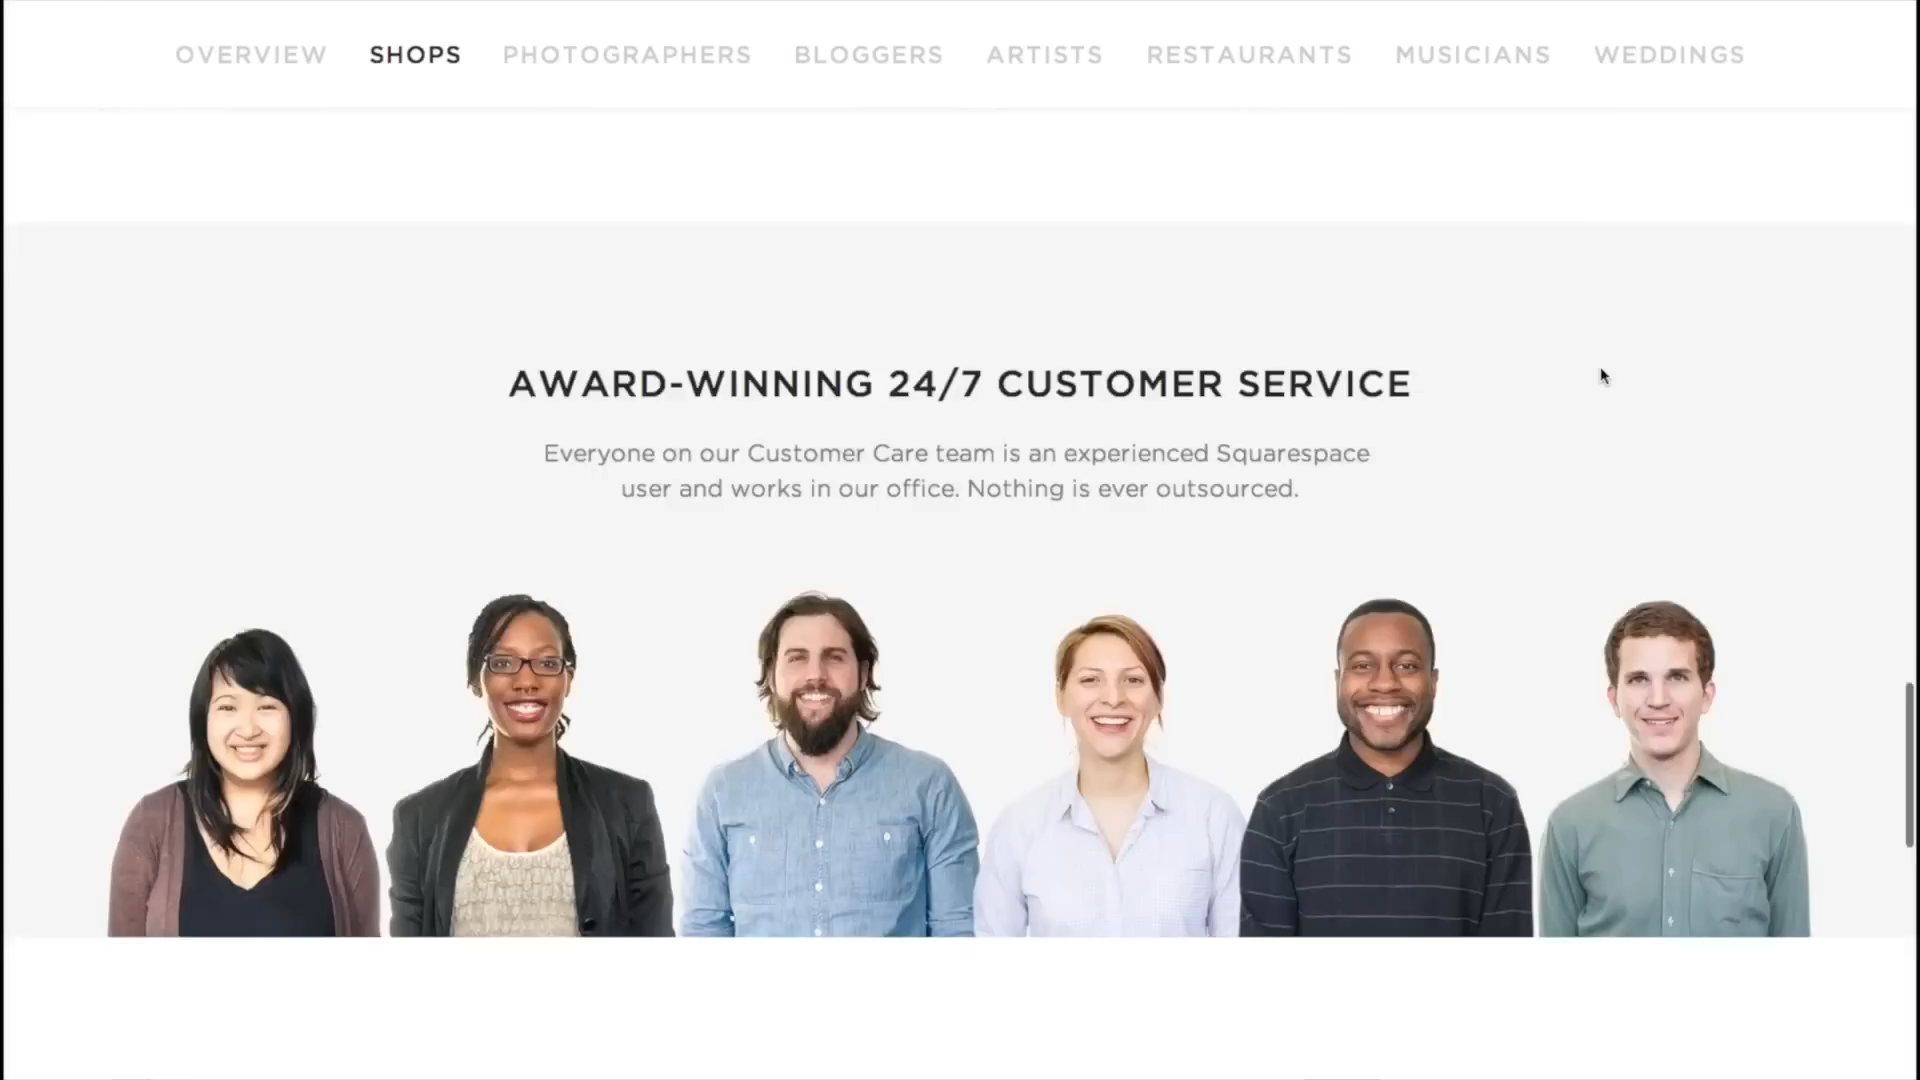 OVERVIEW SHOPS PHOTOGRAPHERS BLOGGERS ARTISTS RESTAURANTS MUSICIANS WEDDINGS
AWARD-WINNING 24/7 CUSTOMER SERVICE
Everyone on our Customer Care team is an experienced Squarespace
user and works in our office. Nothing is ever outsourced.